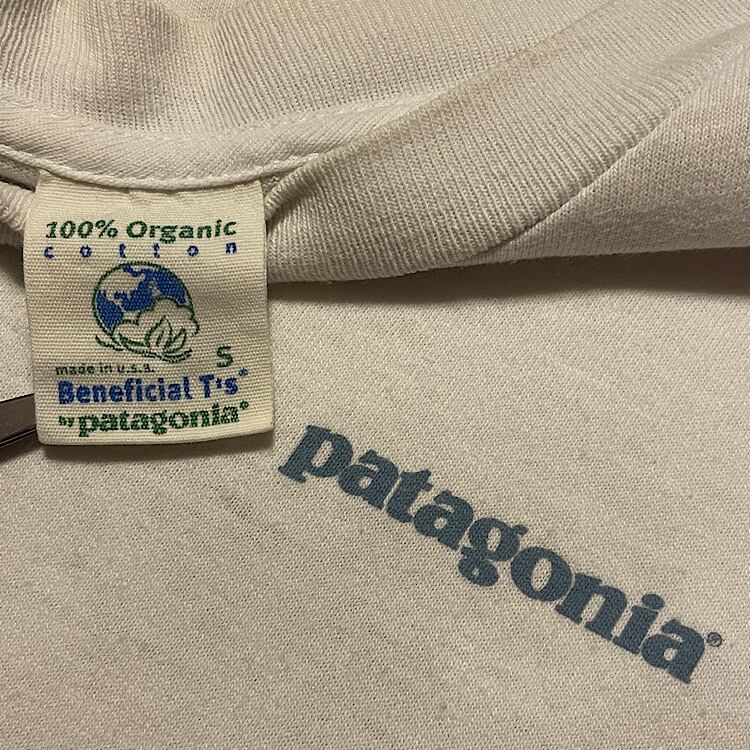 100% Organic
cotton
S
made in u.s.a.
Beneficial T's®
by patagonia®
patagonia®